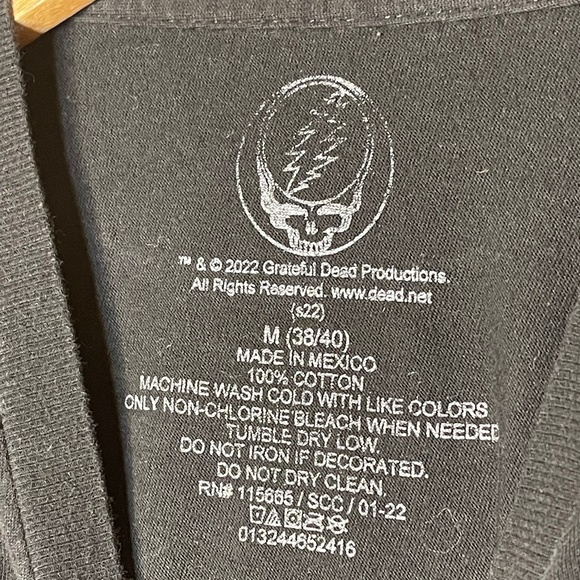 ™ & © 2022 Grateful Dead Productions.
All Rights Reserved. www.dead.net
(s22)
M (38/40)
MADE IN MEXICO
100% COTTON
MACHINE WASH COLD WITH LIKE COLORS
ONLY NON-CHLORINE BLEACH WHEN NEEDED
TUMBLE DRY LOW.
DO NOT IRON IF DECORATED.
DO NOT DRY CLEAN.
RN# 115665 / SCC / 01-22
013244652416